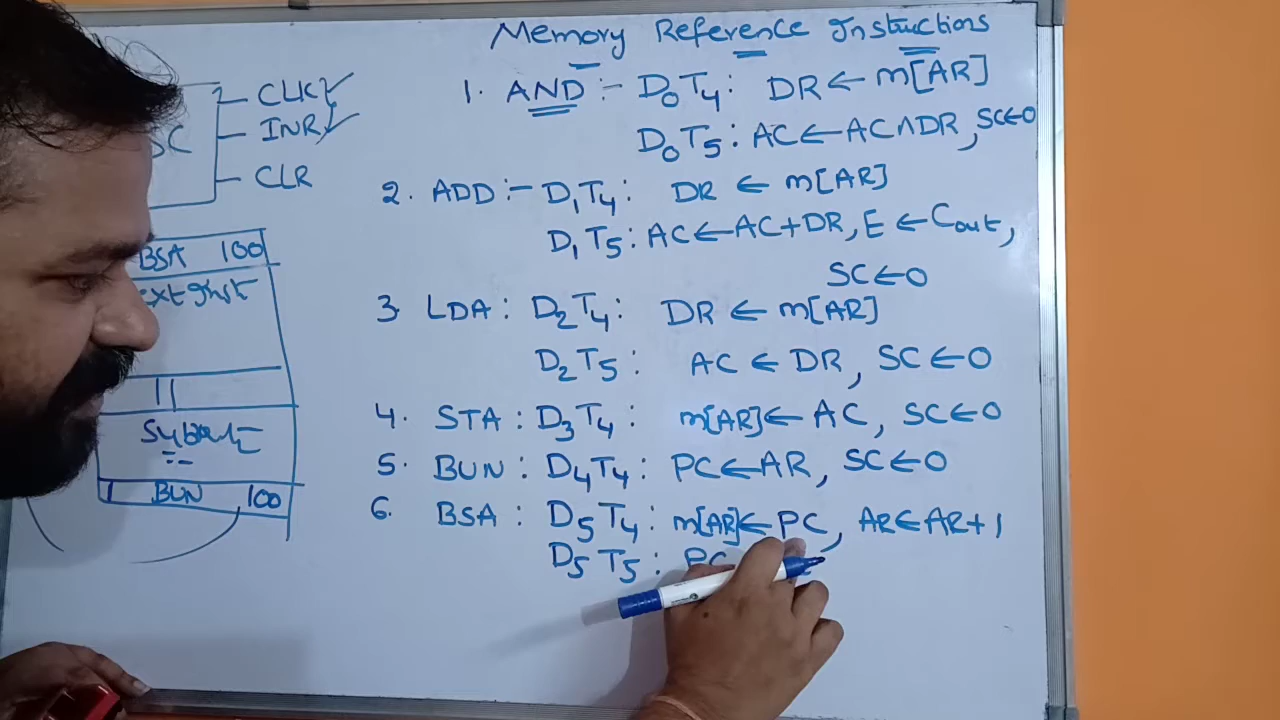 Memory Reference Instructions
1. AND :- D₀T₄: DR ← m[AR]
D₀T₅: AC ← AC ∧ DR, SC ← 0
2. ADD :- D₁T₄: DR ← m[AR]
D₁T₅: AC ← AC + DR, E ← Cout,
SC ← 0
3. LDA : D₂T₄: DR ← m[AR]
D₂T₅: AC ← DR, SC ← 0
4. STA : D₃T₄: m[AR] ← AC, SC ← 0
5. BUN : D₄T₄: PC ← AR, SC ← 0
6. BSA : D₅T₄: m[AR] ← PC, AR ← AR + 1
D₅T₅: PC
SC
CLK
INR
CLR
BSA 100
1 BUN 100